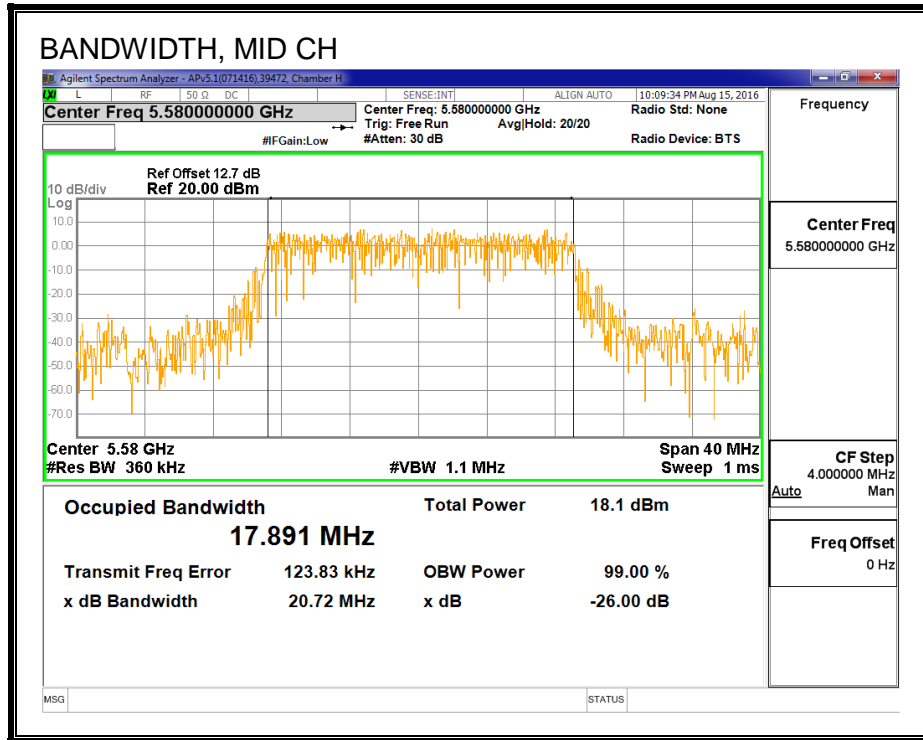 BANDWIDTH, MID CH
Agilent Spectrum Analyzer - APv5.1(071416),39472, Chamber H
LXI L RF 50 Ω DC SENSE:INT ALIGN AUTO 10:09:34 PM Aug 15, 2016
Center Freq 5.580000000 GHz
Center Freq: 5.580000000 GHz Radio Std: None
Trig: Free Run Avg|Hold: 20/20
#IFGain:Low #Atten: 30 dB Radio Device: BTS
Ref Offset 12.7 dB
10 dB/div Ref 20.00 dBm
Log
10.0
0.00
-10.0
-20.0
-30.0
-40.0
-50.0
-60.0
-70.0
Center 5.58 GHz Span 40 MHz
#Res BW 360 kHz #VBW 1.1 MHz Sweep 1 ms
Occupied Bandwidth Total Power 18.1 dBm
17.891 MHz
Transmit Freq Error 123.83 kHz OBW Power 99.00 %
x dB Bandwidth 20.72 MHz x dB -26.00 dB
MSG STATUS
Frequency
Center Freq
5.580000000 GHz
CF Step
4.000000 MHz
Auto Man
Freq Offset
0 Hz